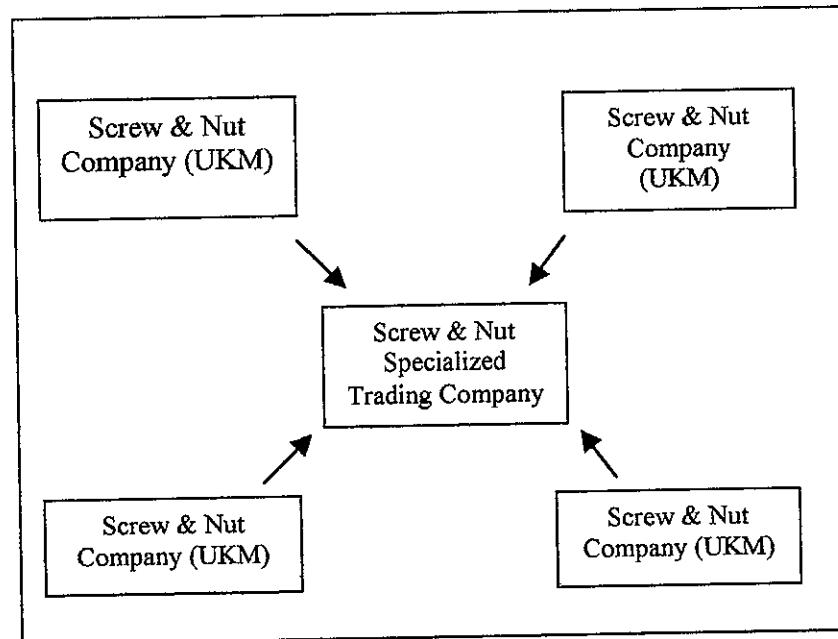 Screw & Nut
Company (UKM)
Screw & Nut
Company
(UKM)
Screw & Nut
Specialized
Trading Company
Screw & Nut
Company (UKM)
Screw & Nut
Company (UKM)